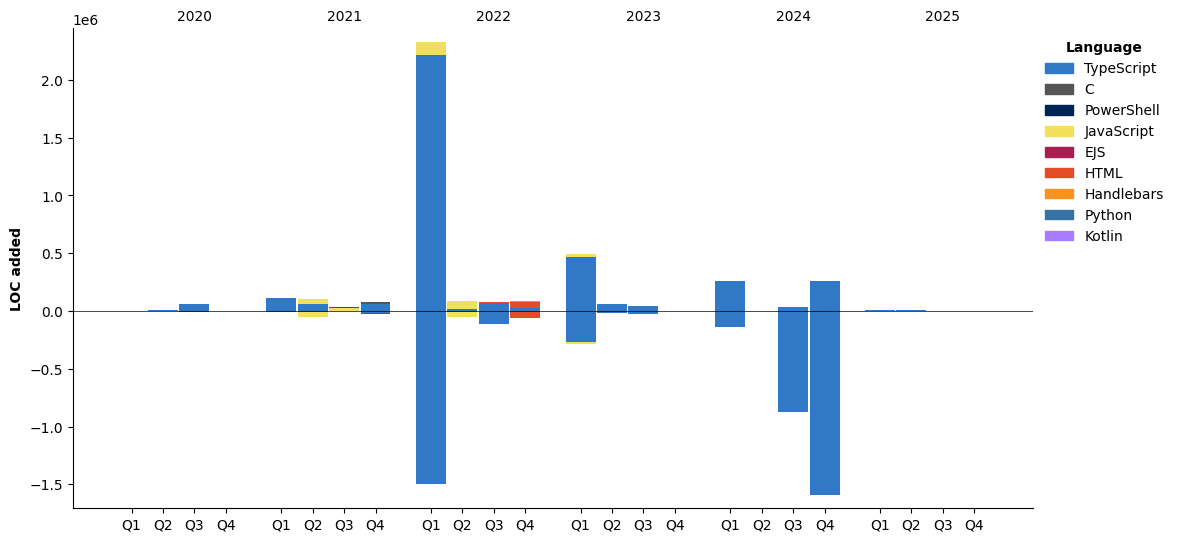 1e6
2020 2021 2022 2023 2024 2025
LOC added
2.0
1.5
1.0
0.5
0.0
−0.5
−1.0
−1.5
Q1 Q2 Q3 Q4 Q1 Q2 Q3 Q4 Q1 Q2 Q3 Q4 Q1 Q2 Q3 Q4 Q1 Q2 Q3 Q4 Q1 Q2 Q3 Q4
Language
TypeScript
C
PowerShell
JavaScript
EJS
HTML
Handlebars
Python
Kotlin